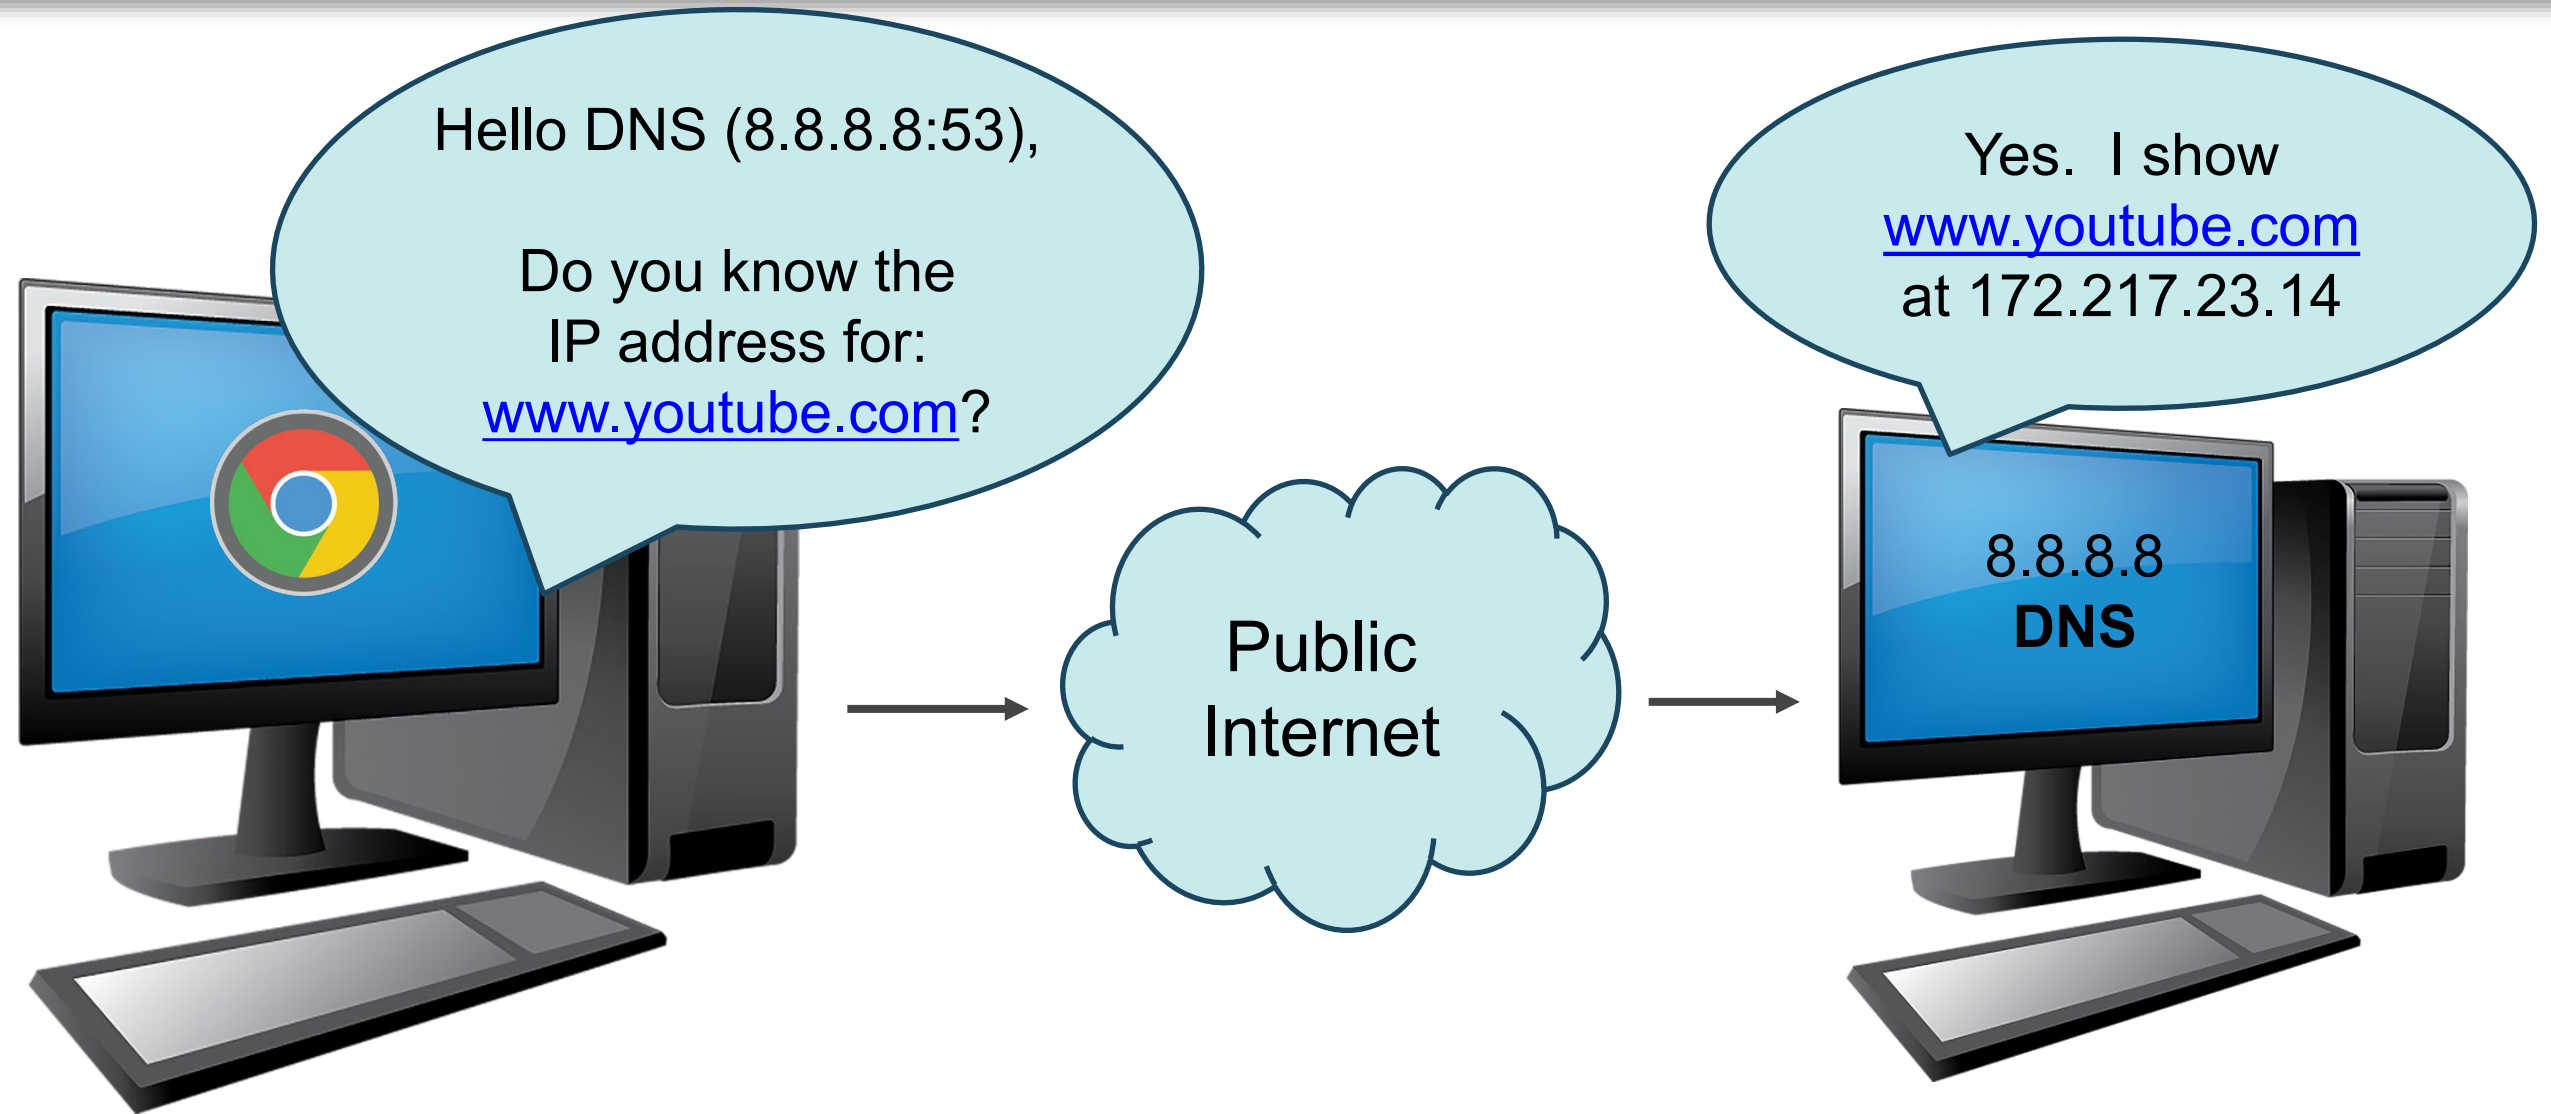 Hello DNS (8.8.8.8:53),
Do you know the
IP address for:
www.youtube.com?
Yes.  I show
www.youtube.com
at 172.217.23.14
Public
Internet
8.8.8.8
DNS